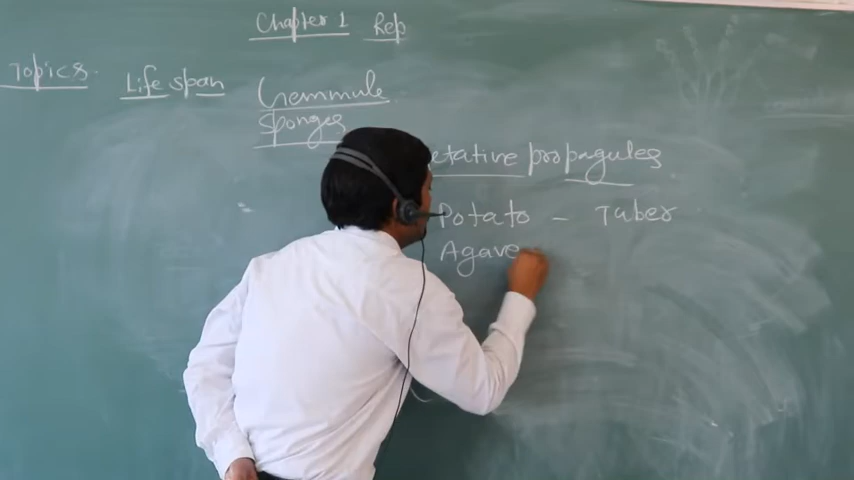 Chapter 1 Rep
Topics
Life span
Gemmule
Sponges
etative propagules
Potato - Tuber
Agave